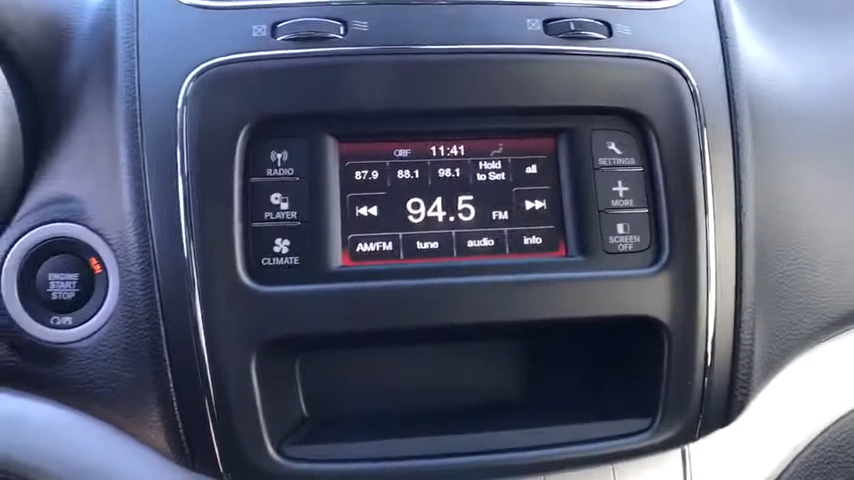 OFF 11:41
87.9 88.1 98.1 Hold to Set all
94.5 FM
AM/FM tune audio info
RADIO
PLAYER
CLIMATE
SETTINGS
MORE
SCREEN OFF
ENGINE
START
STOP
RUN